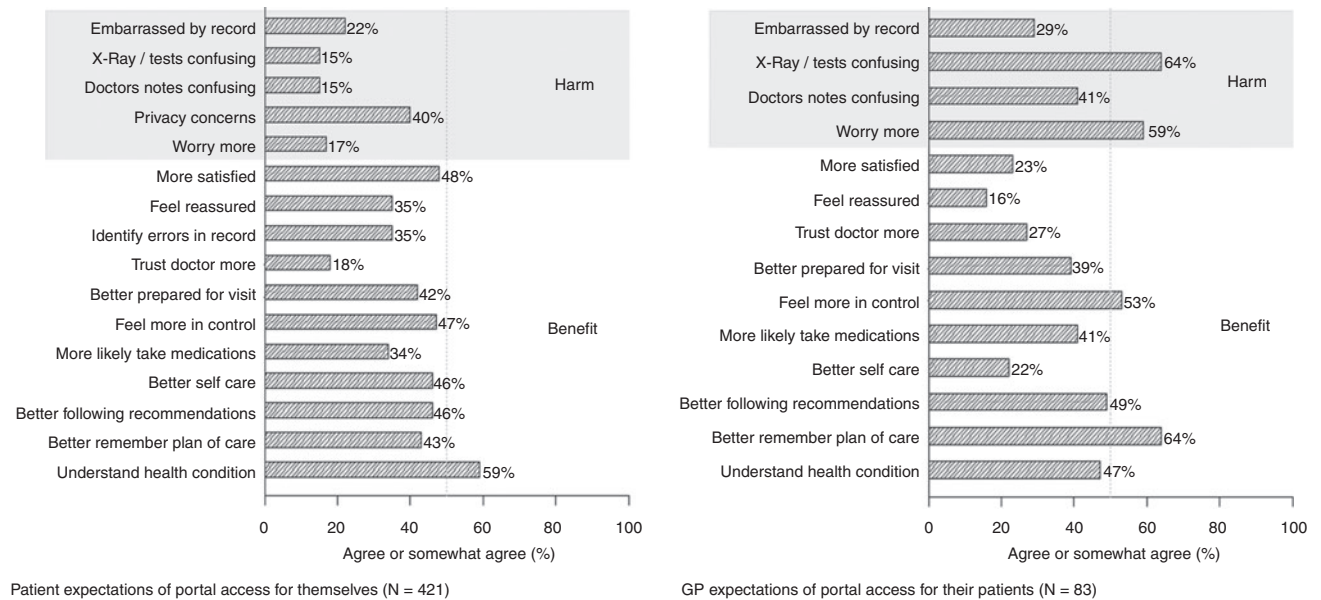 Embarrassed by record 22%
X-Ray / tests confusing 15%
Doctors notes confusing 15%
Harm
Privacy concerns 40%
Worry more 17%
More satisfied 48%
Feel reassured 35%
Identify errors in record 35%
Trust doctor more 18%
Better prepared for visit 42%
Feel more in control 47%
Benefit
More likely take medications 34%
Better self care 46%
Better following recommendations 46%
Better remember plan of care 43%
Understand health condition 59%
0 20 40 60 80 100
Agree or somewhat agree (%)
Patient expectations of portal access for themselves (N = 421)
Embarrassed by record 29%
X-Ray / tests confusing 64%
Harm
Doctors notes confusing 41%
Worry more 59%
More satisfied 23%
Feel reassured 16%
Trust doctor more 27%
Better prepared for visit 39%
Feel more in control 53%
Benefit
More likely take medications 41%
Better self care 22%
Better following recommendations 49%
Better remember plan of care 64%
Understand health condition 47%
0 20 40 60 80 100
Agree or somewhat agree (%)
GP expectations of portal access for their patients (N = 83)